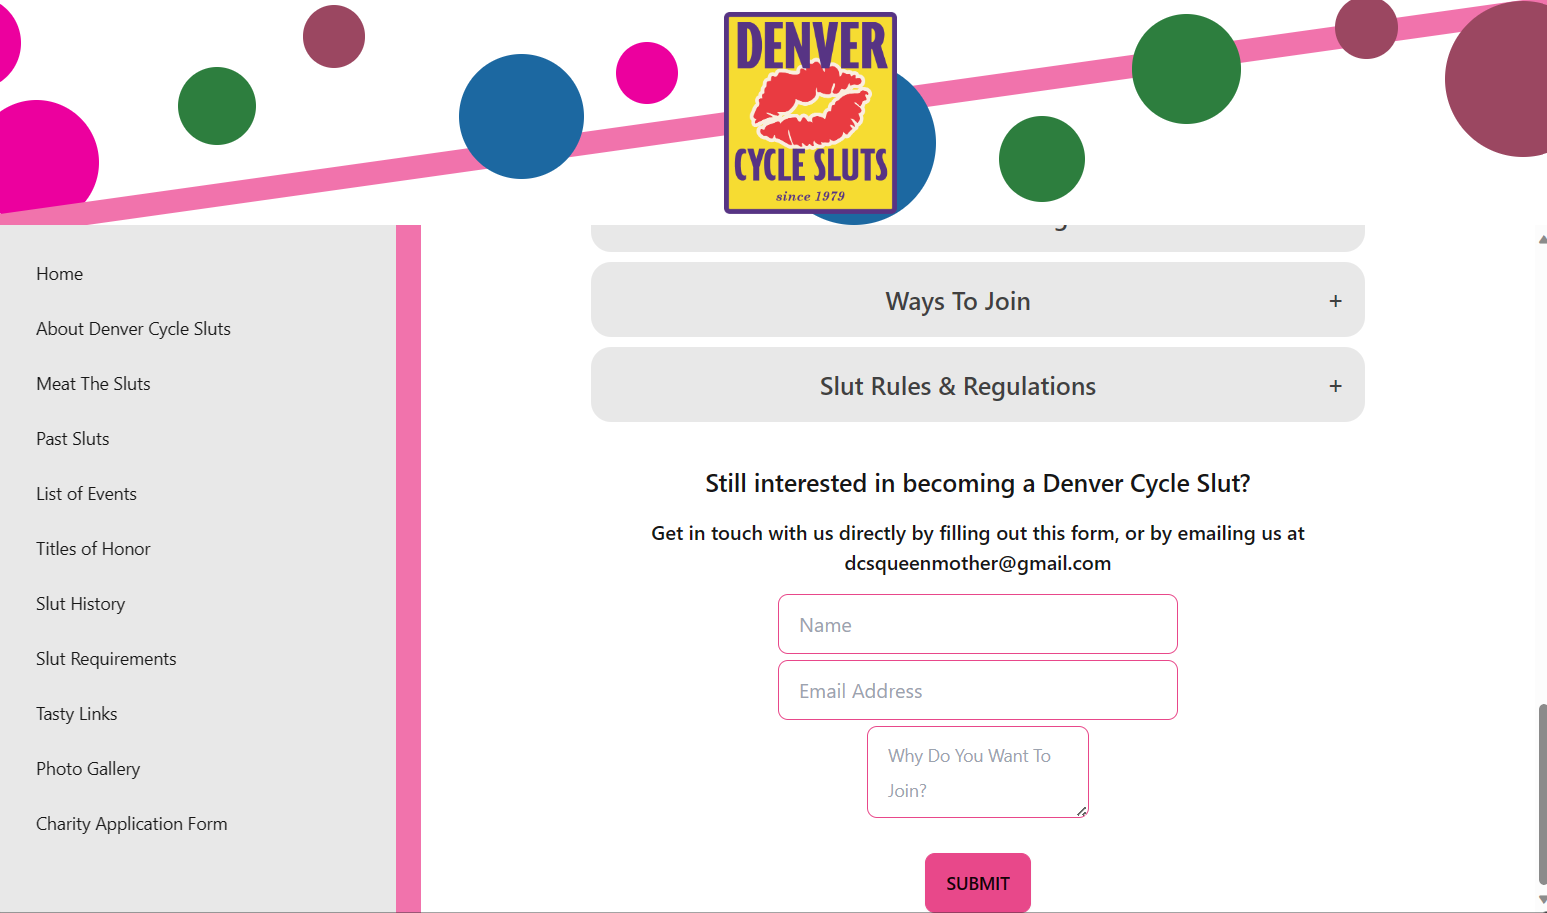 DENVER
CYCLE SLUTS
since 1979
Home
About Denver Cycle Sluts
Meat The Sluts
Past Sluts
List of Events
Titles of Honor
Slut History
Slut Requirements
Tasty Links
Photo Gallery
Charity Application Form
Ways To Join +
Slut Rules & Regulations +
Still interested in becoming a Denver Cycle Slut?
Get in touch with us directly by filling out this form, or by emailing us at
dcsqueenmother@gmail.com
Name
Email Address
Why Do You Want To
Join?
SUBMIT